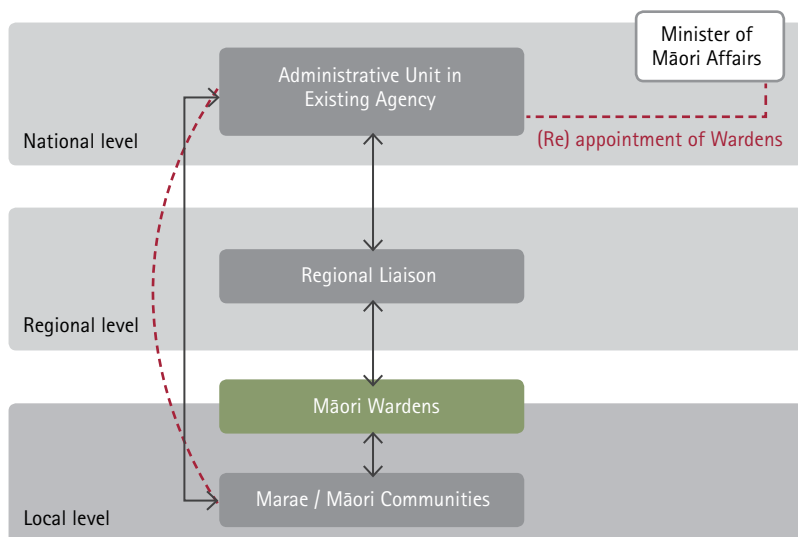 Minister of
Māori Affairs
Administrative Unit in
Existing Agency
(Re) appointment of Wardens
National level
Regional Liaison
Regional level
Māori Wardens
Marae / Māori Communities
Local level